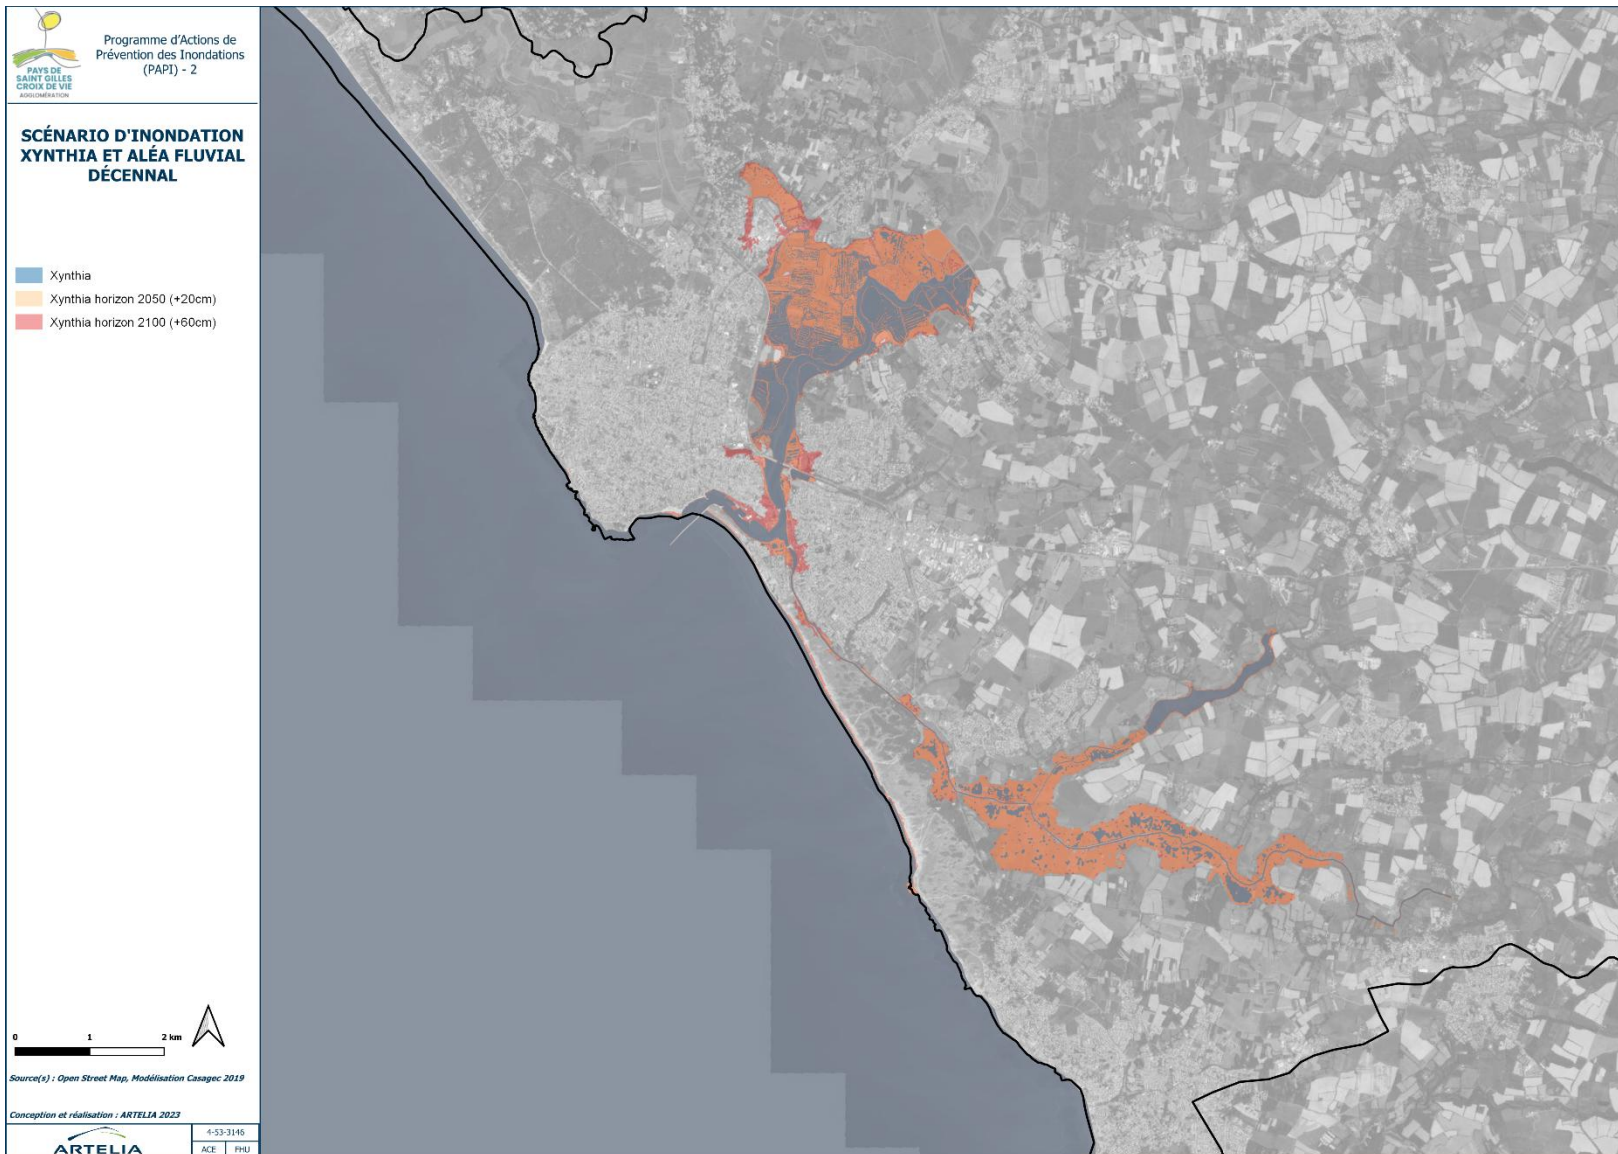 PAYS DE
SAINT GILLES
CROIX DE VIE
AGGLOMÉRATION
Programme d'Actions de
Prévention des Inondations
(PAPI) - 2
SCÉNARIO D'INONDATION
XYNTHIA ET ALÉA FLUVIAL
DÉCENNAL
Xynthia
Xynthia horizon 2050 (+20cm)
Xynthia horizon 2100 (+60cm)
0 1 2 km
Source(s) : Open Street Map, Modélisation Casagec 2019
Conception et réalisation : ARTELIA 2023
ARTELIA
4-53-3146
ACE FHU